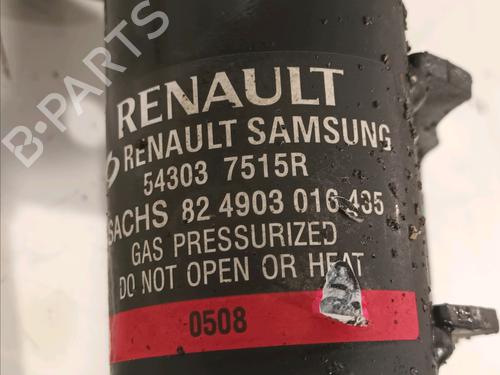 B-PARTS
RENAULT
RENAULT SAMSUNG
54303 7515R
SACHS 82 4903 016 435
GAS PRESSURIZED
DO NOT OPEN OR HEAT
0508